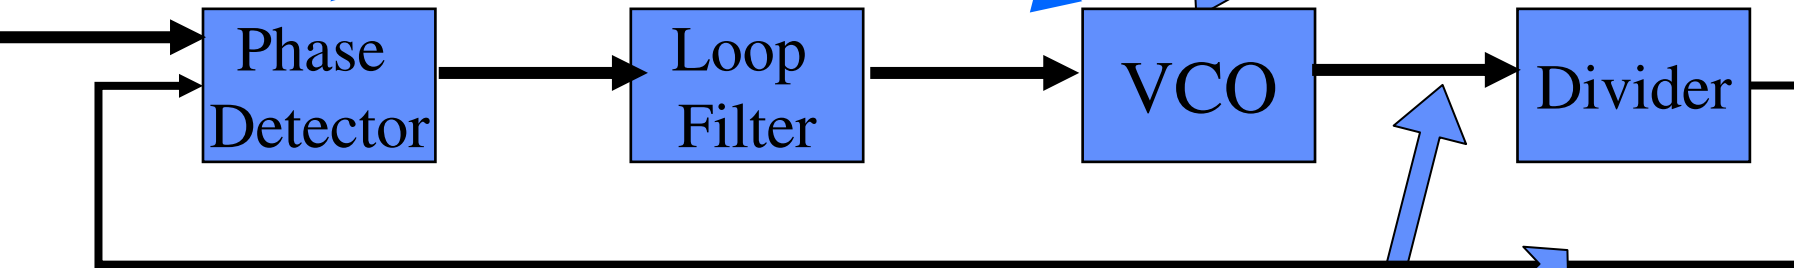 Phase
Detector
Loop
Filter
VCO
Divider